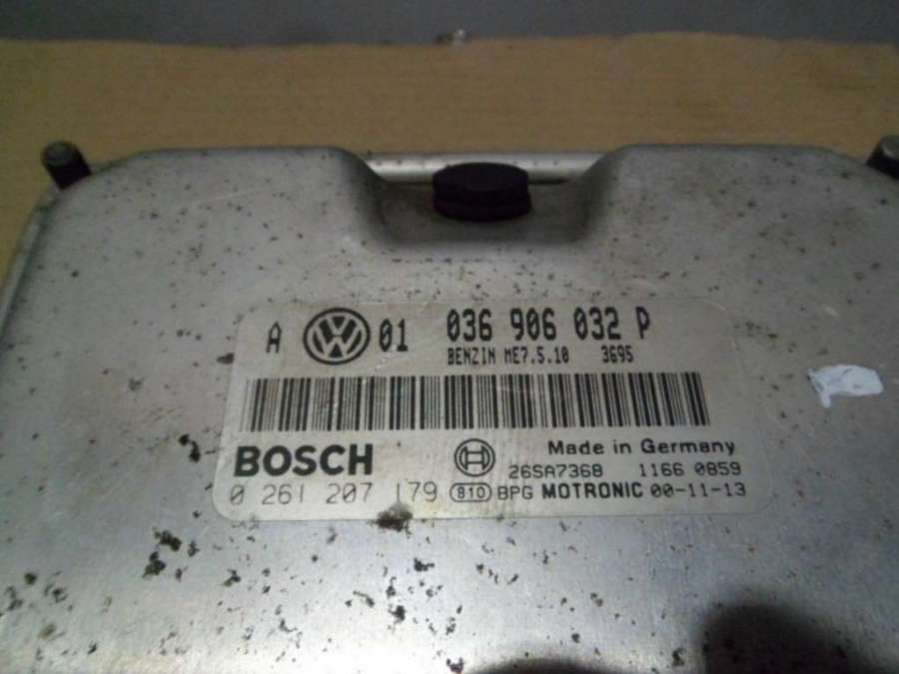 A VW 01 036 906 032 P
BENZIN ME7.5.10 3695
BOSCH Made in Germany
26SA7368 1166 0859
0 261 207 179 810 BPG MOTRONIC 00-11-13